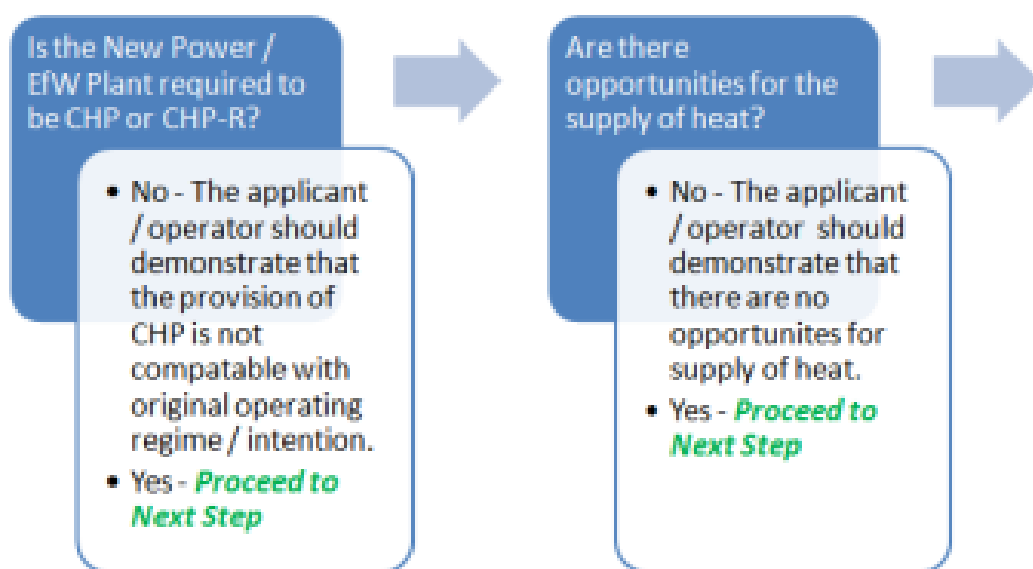 Is the New Power /
EfW Plant required to
be CHP or CHP-R?
• No - The applicant
/ operator should
demonstrate that
the provision of
CHP is not
compatable with
original operating
regime / intention.
• Yes - Proceed to
Next Step
Are there
opportunities for the
supply of heat?
• No - The applicant
/ operator should
demonstrate that
there are no
opportunites for
supply of heat.
• Yes - Proceed to
Next Step